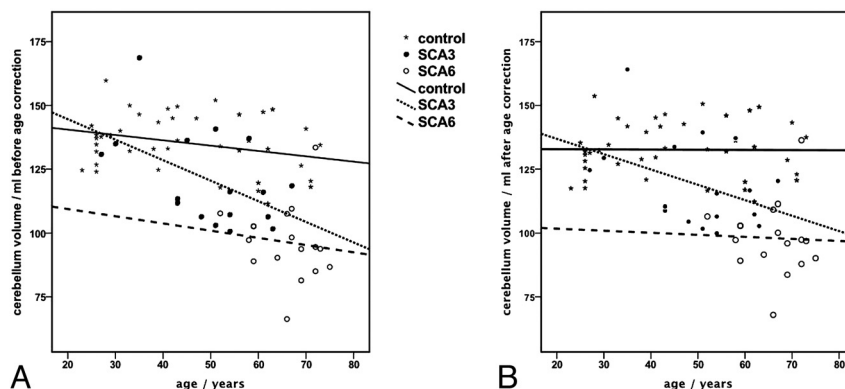 cerebellum volume / ml before age correction
175
150
125
100
75
20 30 40 50 60 70 80
age / years
A
control
SCA3
SCA6
control
SCA3
SCA6
cerebellum volume / ml after age correction
175
150
125
100
75
20 30 40 50 60 70 80
age / years
B